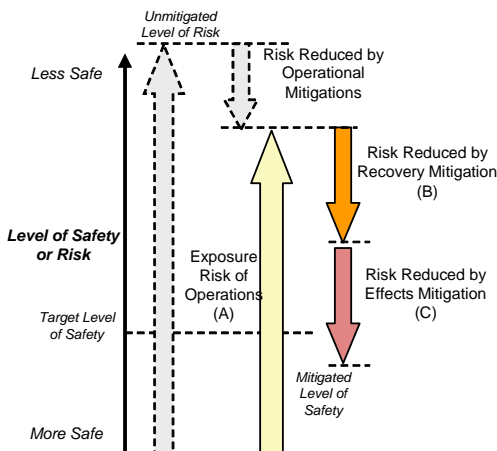 Unmitigated
Level of Risk
Less Safe
Risk Reduced by
Operational
Mitigations
Risk Reduced by
Recovery Mitigation
(B)
Level of Safety
or Risk
Exposure
Risk of
Operations
(A)
Risk Reduced by
Effects Mitigation
(C)
Target Level
of Safety
Mitigated
Level of
Safety
More Safe